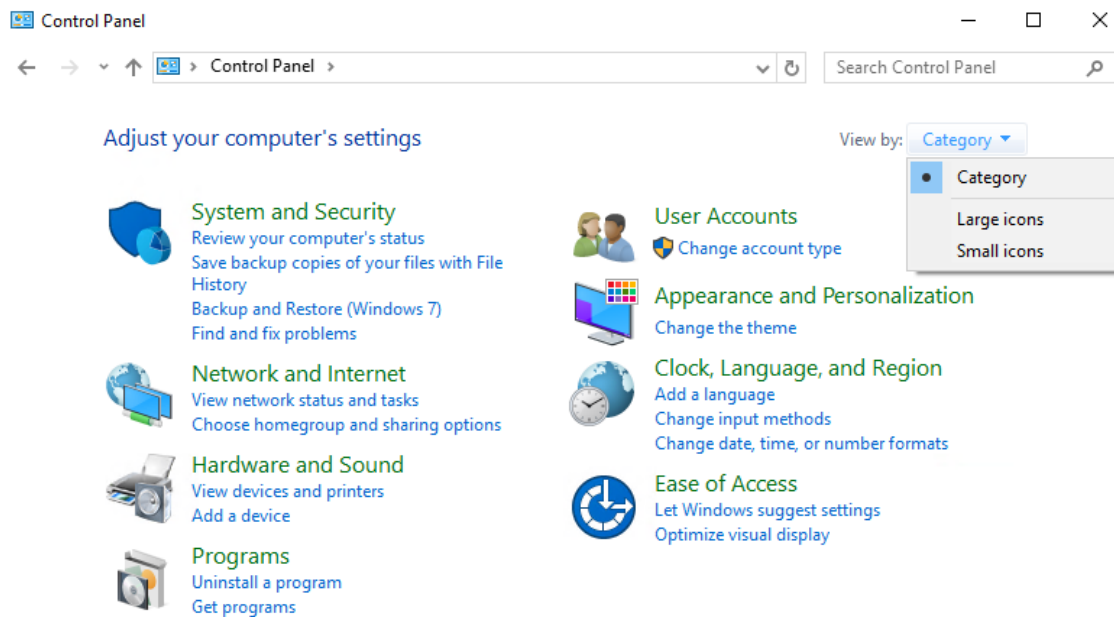 Control Panel
Control Panel
Search Control Panel
Adjust your computer's settings
View by:
Category
Category
Large icons
Small icons
System and Security
Review your computer's status
Save backup copies of your files with File
History
Backup and Restore (Windows 7)
Find and fix problems
Network and Internet
View network status and tasks
Choose homegroup and sharing options
Hardware and Sound
View devices and printers
Add a device
Programs
Uninstall a program
Get programs
User Accounts
Change account type
Appearance and Personalization
Change the theme
Clock, Language, and Region
Add a language
Change input methods
Change date, time, or number formats
Ease of Access
Let Windows suggest settings
Optimize visual display